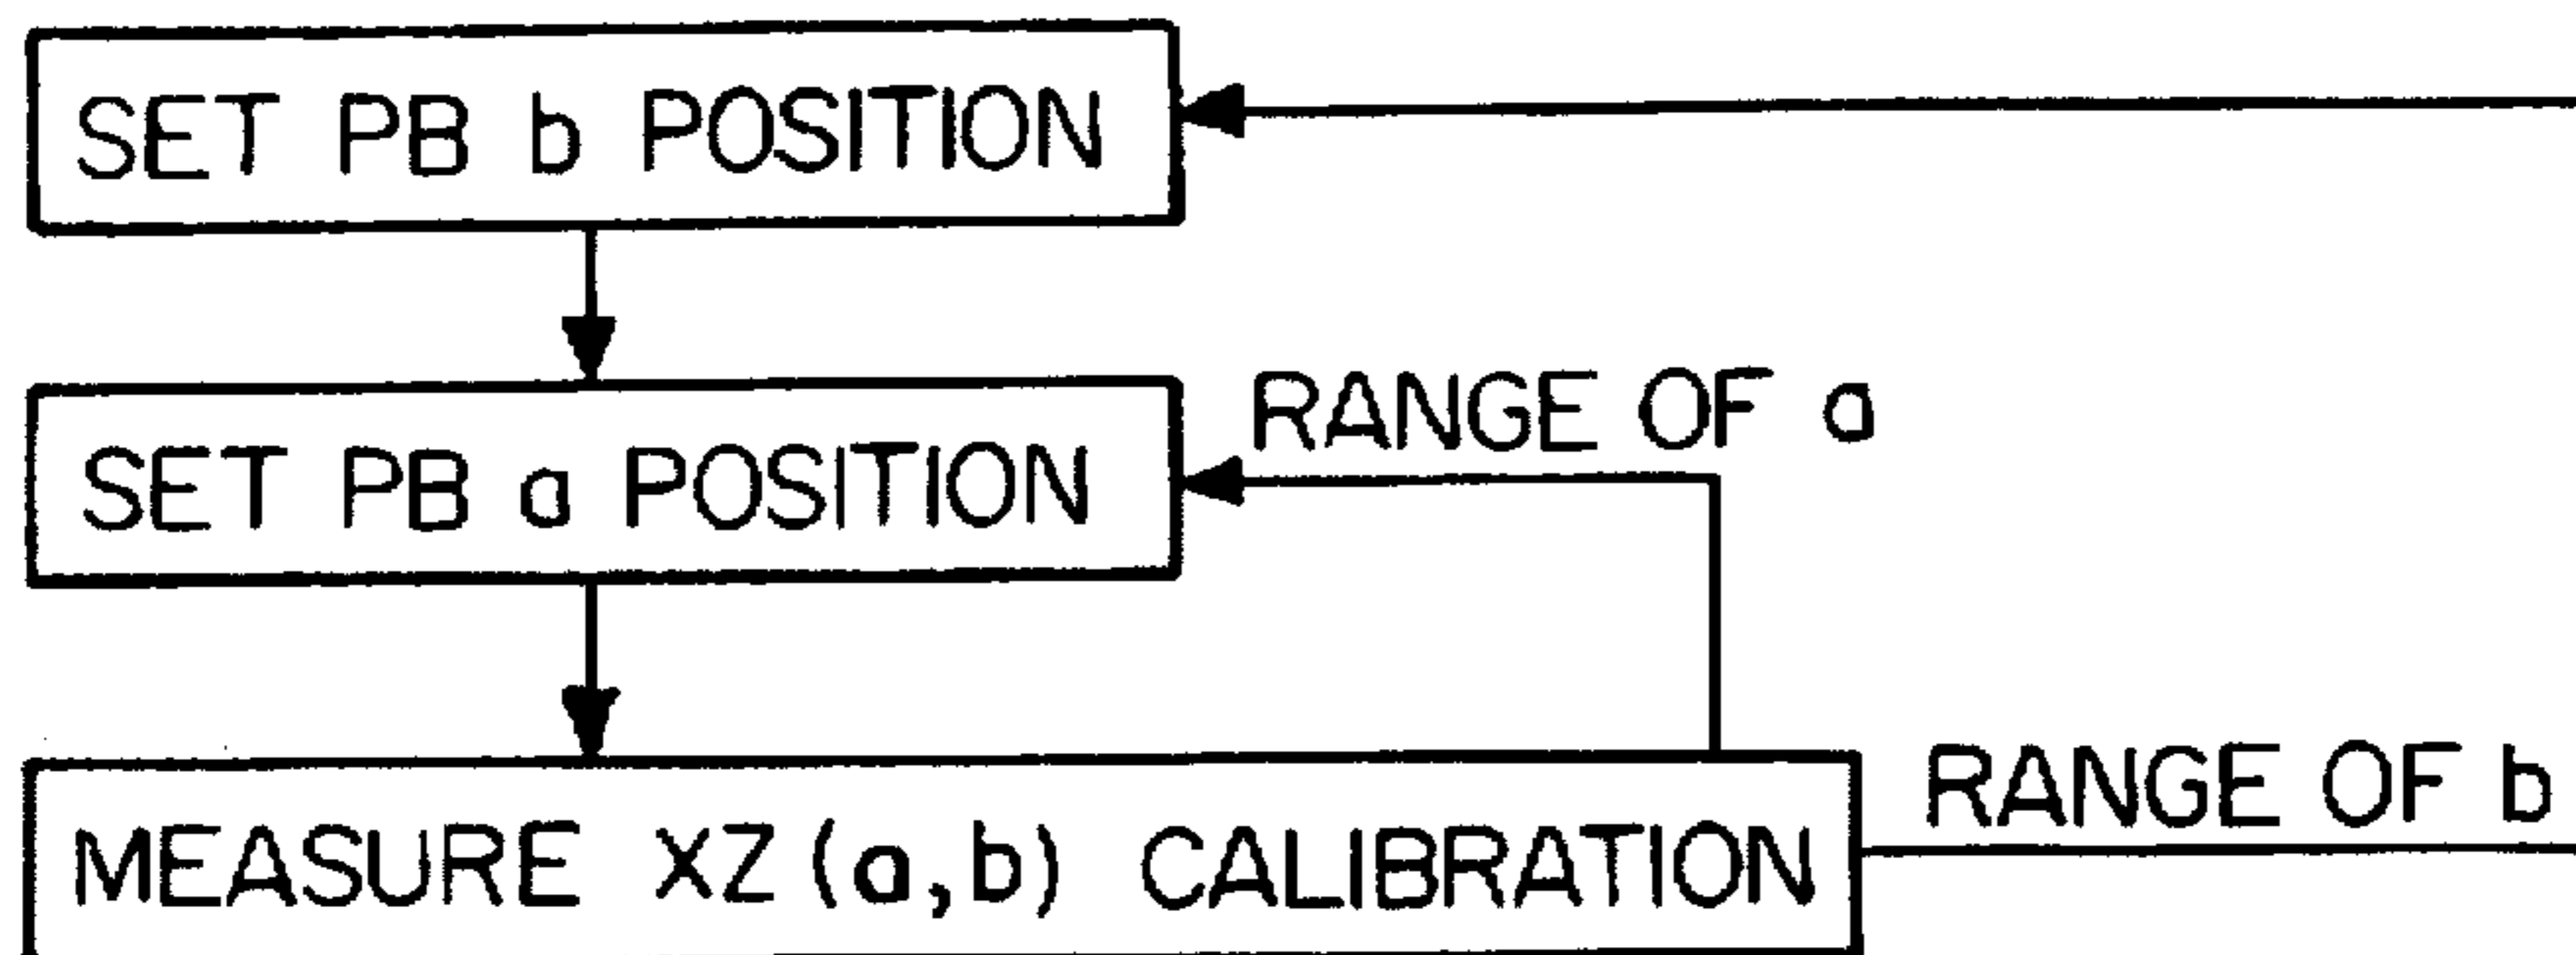 SET PB b POSITION
RANGE OF a
SET PB a POSITION
RANGE OF b
MEASURE XZ (a,b) CALIBRATION